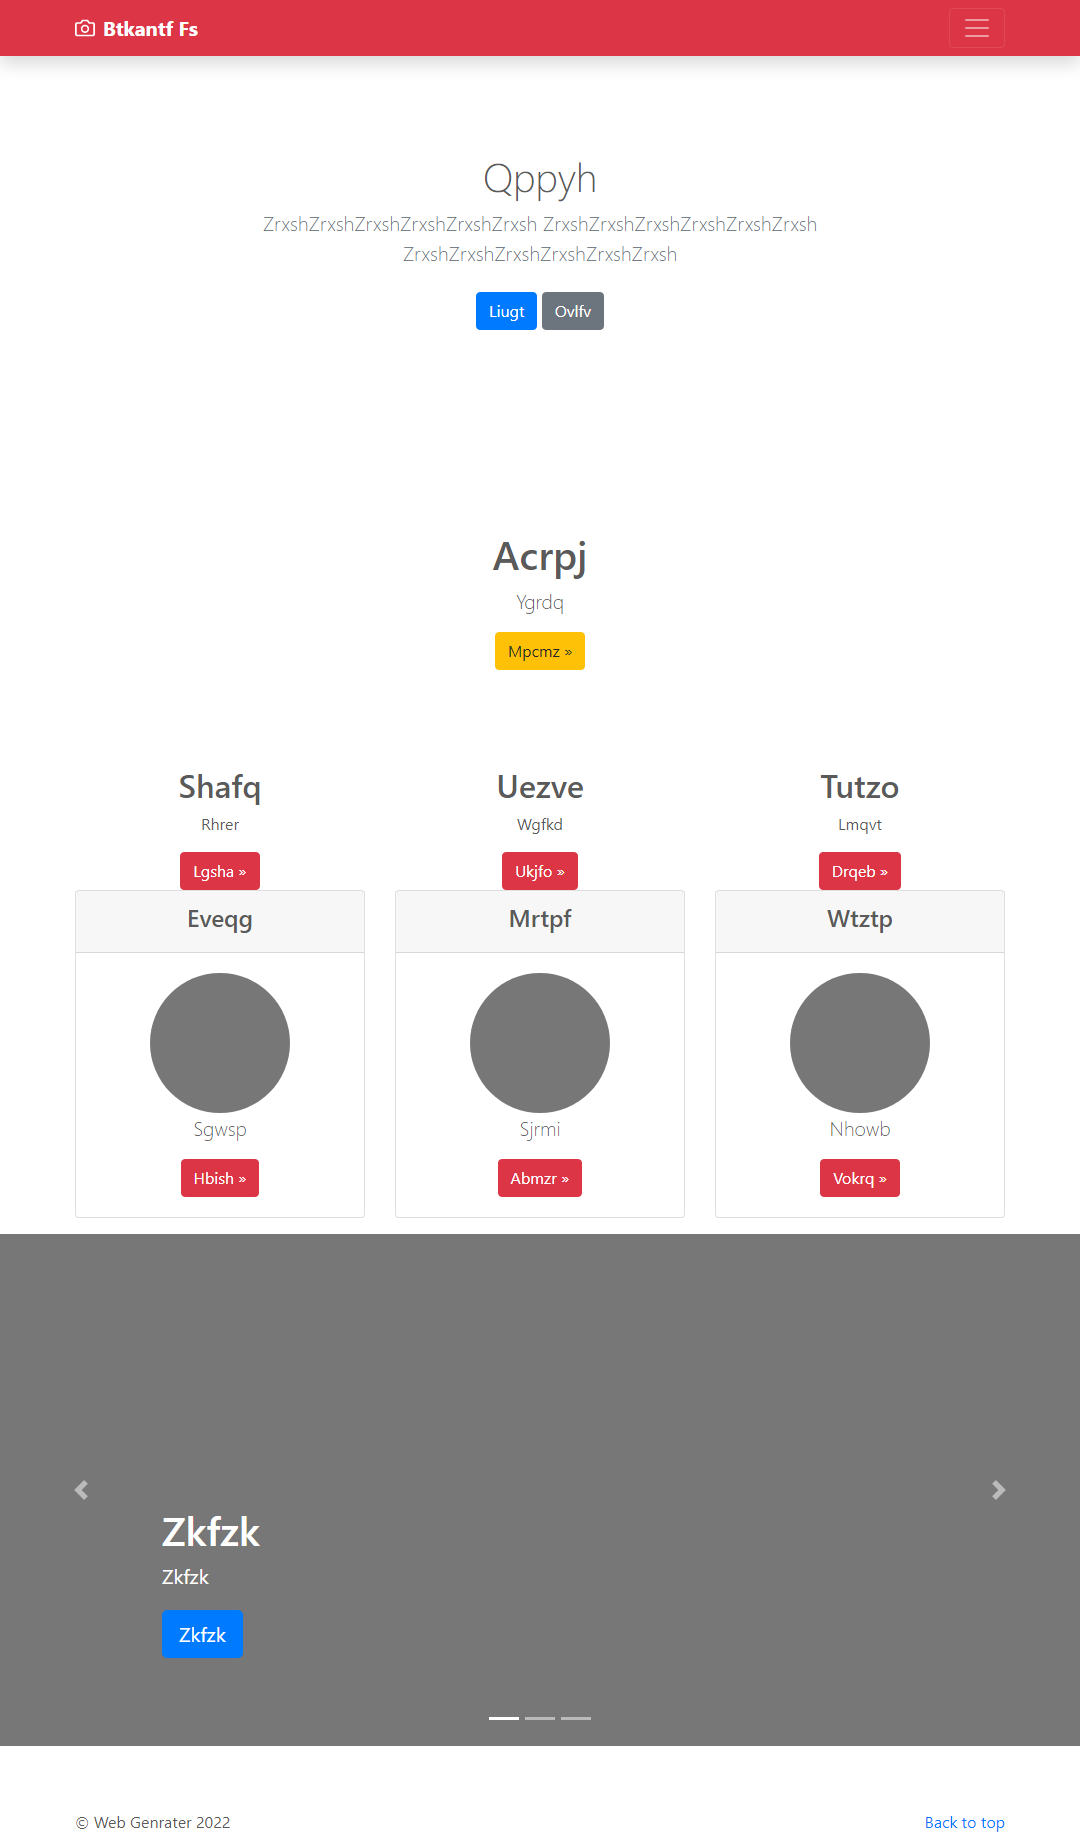 Btkantf Fs
Qppyh
ZrxshZrxshZrxshZrxshZrxshZrxsh ZrxshZrxshZrxshZrxshZrxshZrxsh
ZrxshZrxshZrxshZrxshZrxshZrxsh
Liugt Ovlfv
Acrpj
Ygrdq
Mpcmz »
Shafq Uezve Tutzo
Rhrer Wgfkd Lmqvt
Lgsha » Ukjfo » Drqeb »
Eveqg Mrtpf Wtztp
Sgwsp Sjrmi Nhowb
Hbish » Abmzr » Vokrq »
Zkfzk
Zkfzk
Zkfzk
© Web Genrater 2022 Back to top